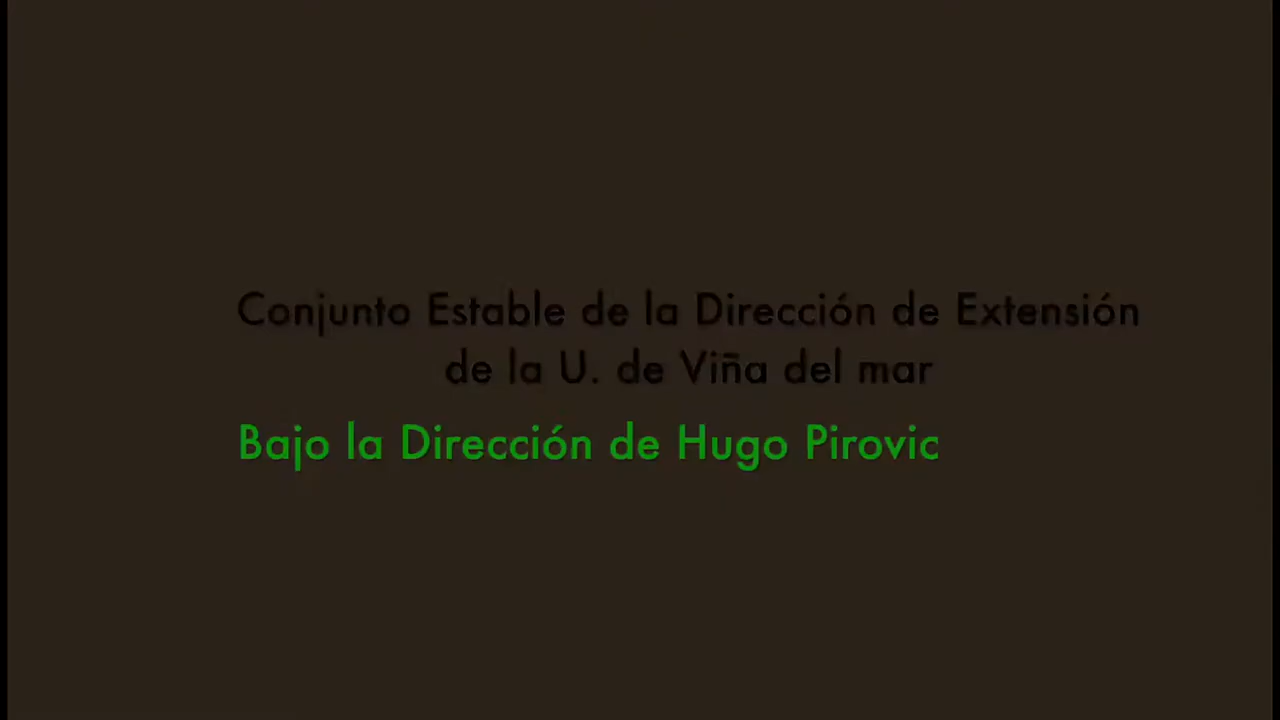 Conjunto Estable de la Dirección de Extensión
de la U. de Viña del mar
Bajo la Dirección de Hugo Pirovic